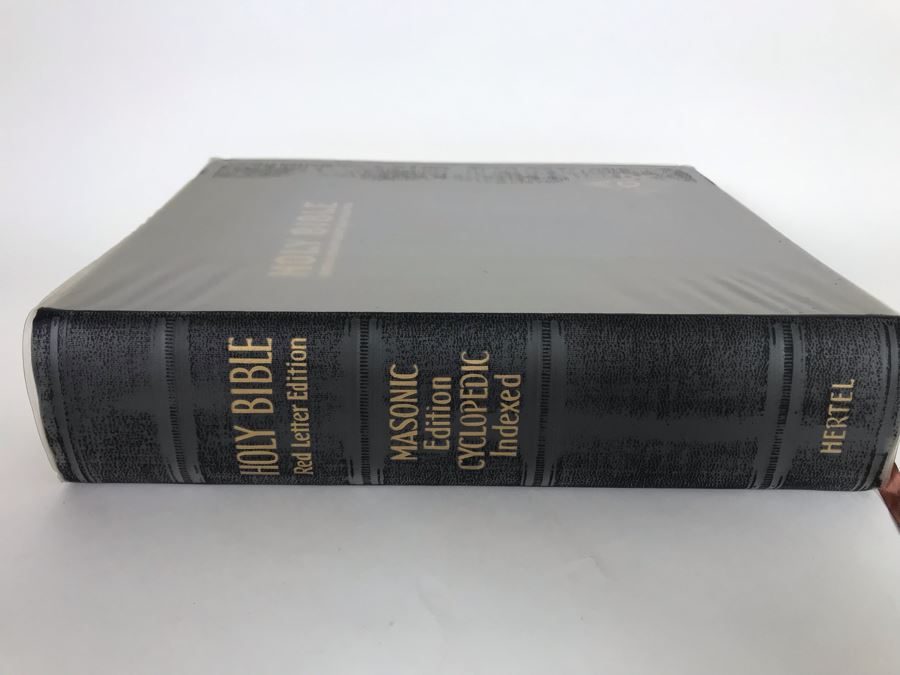 HOLY BIBLE
HOLY BIBLE
Red Letter Edition
MASONIC
Edition
CYCLOPEDIC
Indexed
HERTEL